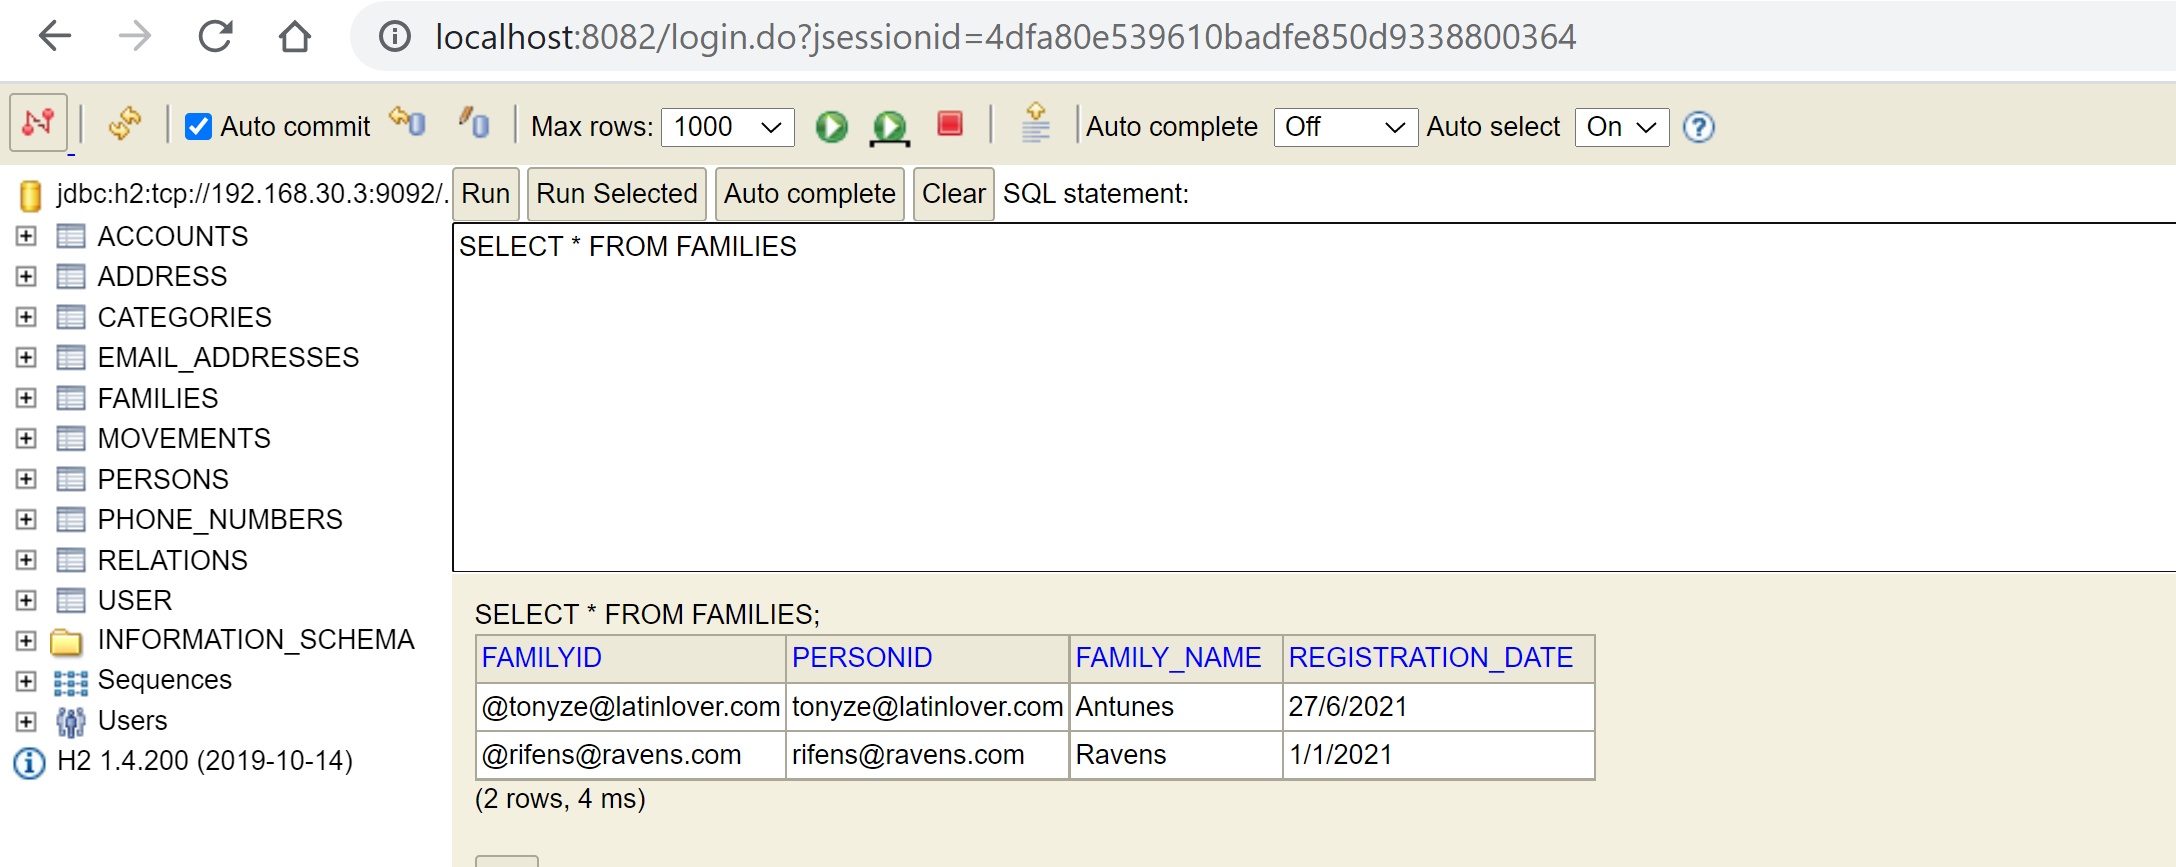 localhost:8082/login.do?jsessionid=4dfa80e539610badfe850d9338800364
Auto commit Max rows: 1000 Auto complete Off Auto select On
jdbc:h2:tcp://192.168.30.3:9092/.
ACCOUNTS
ADDRESS
CATEGORIES
EMAIL_ADDRESSES
FAMILIES
MOVEMENTS
PERSONS
PHONE_NUMBERS
RELATIONS
USER
INFORMATION_SCHEMA
Sequences
Users
H2 1.4.200 (2019-10-14)
Run Run Selected Auto complete Clear SQL statement:
SELECT * FROM FAMILIES
SELECT * FROM FAMILIES;
FAMILYID PERSONID FAMILY_NAME REGISTRATION_DATE
@tonyze@latinlover.com tonyze@latinlover.com Antunes 27/6/2021
@rifens@ravens.com rifens@ravens.com Ravens 1/1/2021
(2 rows, 4 ms)